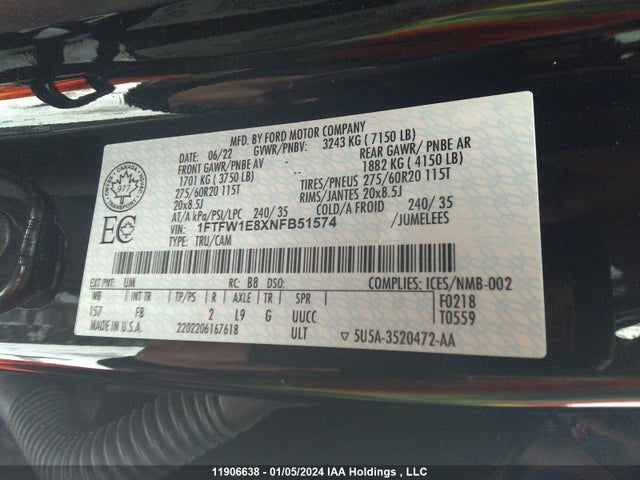 MFD. BY FORD MOTOR COMPANY
DATE: 06/22 GVWR/PNBV: 3243 KG ( 7150 LB)
FRONT GAWR/PNBE AV REAR GAWR/ PNBE AR
1701 KG ( 3750 LB) 1882 KG ( 4150 LB)
275/60R20 115T TIRES/PNEUS 275/60R20 115T
20x8.5J RIMS/JANTES 20x8.5J
AT/A kPa/PSI/LPC 240/ 35 COLD/A FROID 240/ 35
VIN: 1FTFW1E8XNFB51574 /JUMELEES
TYPE: TRU/CAM
CANADA
977
TRANSPORT
EC
EXT PNT: UM RC: B8 DSO: COMPLIES: ICES/NMB-002
WB INT TR TP/PS R AXLE TR SPR F0218
157 FB 2 L9 G UUCC T0559
MADE IN U.S.A. 2202206167618 ULT ▽ 5U5A-3520472-AA
11906638 - 01/05/2024 IAA Holdings , LLC